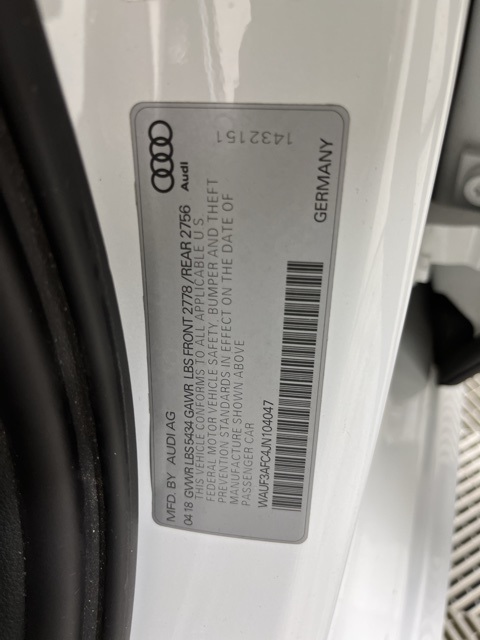 MFD. BY AUDI AG
04 18 GVWR LBS 5434 GAWR LBS FRONT 2778 / REAR 2756
THIS VEHICLE CONFORMS TO ALL APPLICABLE U S
FEDERAL MOTOR VEHICLE SAFETY, BUMPER AND THEFT
PREVENTION STANDARDS IN EFFECT ON THE DATE OF
MANUFACTURE SHOWN ABOVE
PASSENGER CAR
WAUF3AFC4JN104047
GERMANY
Audi
1432151